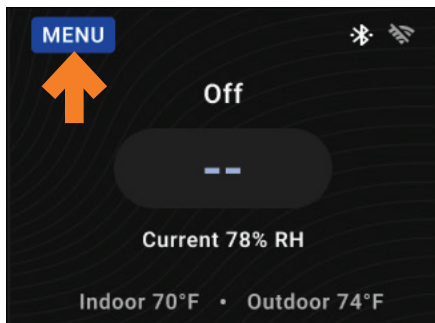 MENU
Off
--
Current 78% RH
Indoor 70°F • Outdoor 74°F